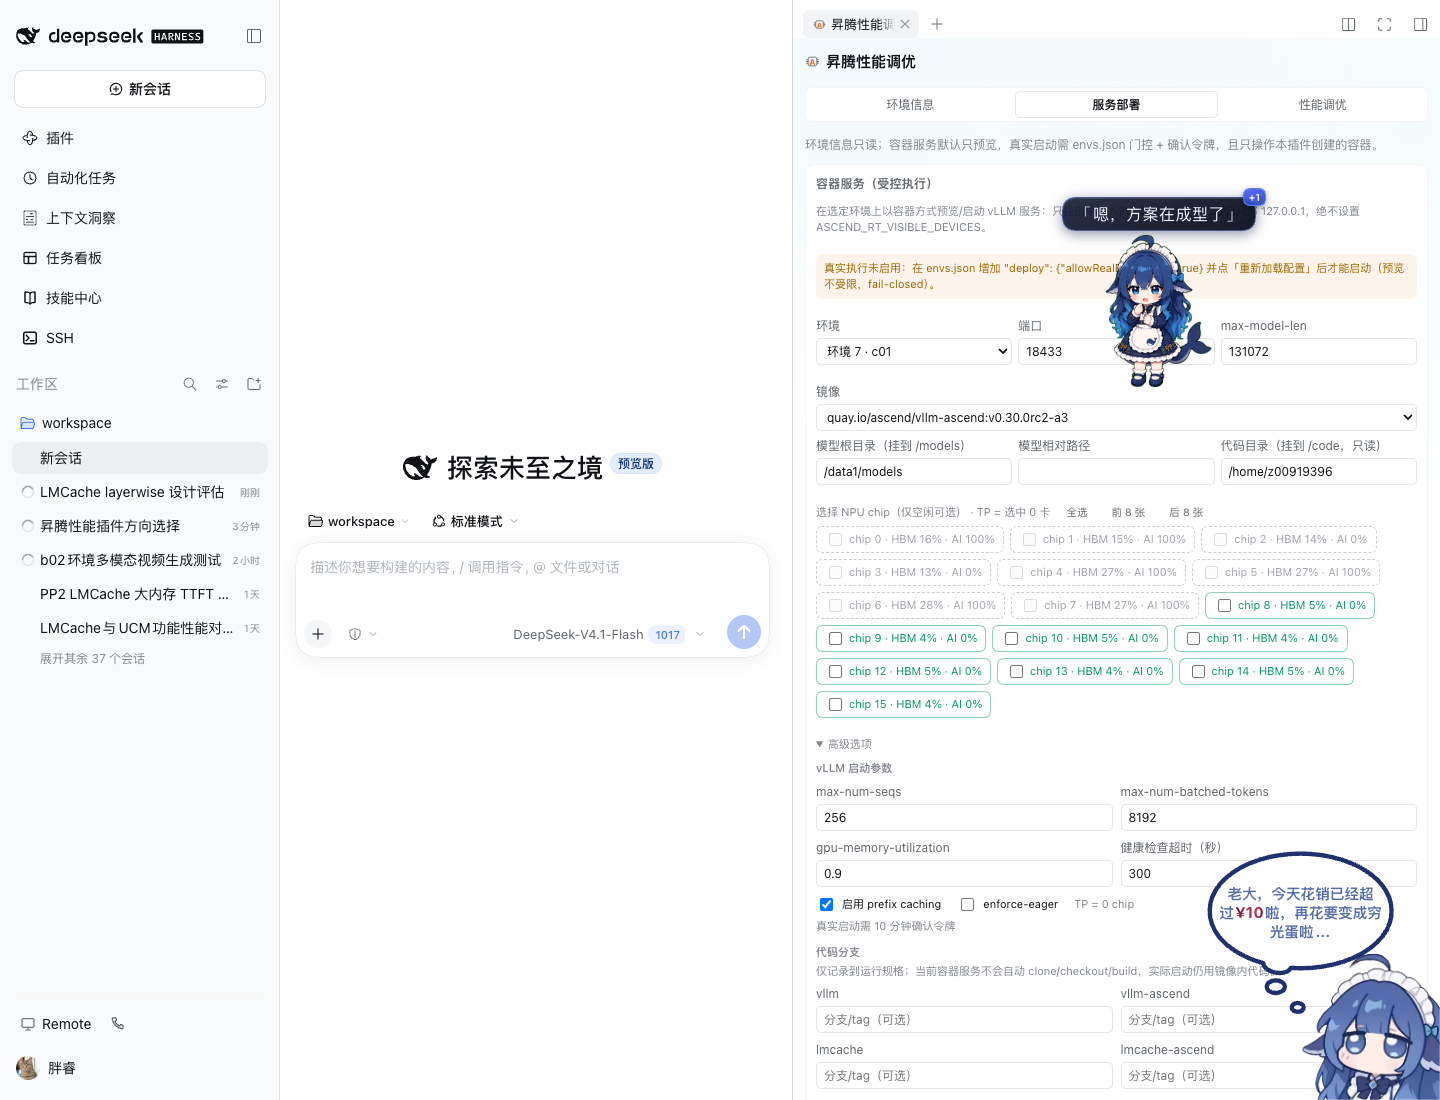 deepseek HARNESS
新会话
插件
自动化任务
上下文洞察
任务看板
技能中心
SSH
工作区
workspace
新会话
LMCache layerwise 设计评估 刚刚
昇腾性能插件方向选择 3 分钟
b02 环境多模态视频生成测试 2 小时
PP2 LMCache 大内存 TTFT ... 1 天
LMCache 与 UCM 功能性能对... 1 天
展开其余 37 个会话
Remote
胖睿
探索未至之境 预览版
workspace 标准模式
描述你想要构建的内容, / 调用指令, @ 文件或对话
DeepSeek-V4.1-Flash 1017
昇腾性能调
昇腾性能调优
环境信息 服务部署 性能调优
环境信息只读；容器服务默认只预览，真实启动需 envs.json 门控 + 确认令牌，且只操作本插件创建的容器。
容器服务（受控执行）
+1
「嗯，方案在成型了」
在选定环境上以容器方式预览/启动 vLLM 服务： 127.0.0.1，绝不设置
ASCEND_RT_VISIBLE_DEVICES。
真实执行未启用：在 envs.json 增加 "deploy": {"allowReal rue} 并点「重新加载配置」后才能启动（预览
不受限，fail-closed）。
环境 端口 max-model-len
环境 7 · c01 18433 131072
镜像
quay.io/ascend/vllm-ascend:v0.30.0rc2-a3
模型根目录（挂到 /models） 模型相对路径 代码目录（挂到 /code，只读）
/data1/models /home/z00919396
选择 NPU chip（仅空闲可选） · TP = 选中 0 卡 全选 前 8 张 后 8 张
chip 0 · HBM 16% · AI 100% chip 1 · HBM 15% · AI 100% chip 2 · HBM 14% · AI 0%
chip 3 · HBM 13% · AI 0% chip 4 · HBM 27% · AI 100% chip 5 · HBM 27% · AI 100%
chip 6 · HBM 28% · AI 100% chip 7 · HBM 27% · AI 100% chip 8 · HBM 5% · AI 0%
chip 9 · HBM 4% · AI 0% chip 10 · HBM 5% · AI 0% chip 11 · HBM 4% · AI 0%
chip 12 · HBM 5% · AI 0% chip 13 · HBM 4% · AI 0% chip 14 · HBM 5% · AI 0%
chip 15 · HBM 4% · AI 0%
▼ 高级选项
vLLM 启动参数
max-num-seqs max-num-batched-tokens
256 8192
gpu-memory-utilization 健康检查超时（秒）
0.9 300
启用 prefix caching enforce-eager TP = 0 chip
真实启动需 10 分钟确认令牌
老大，今天花销已经超
过¥10啦，再花要变成穷
光蛋啦...
代码分支
仅记录到运行规格；当前容器服务不会自动 clone/checkout/build，实际启动仍用镜像内代码
vllm vllm-ascend
分支/tag（可选） 分支/tag（可选）
lmcache lmcache-ascend
分支/tag（可选） 分支/tag（可选）